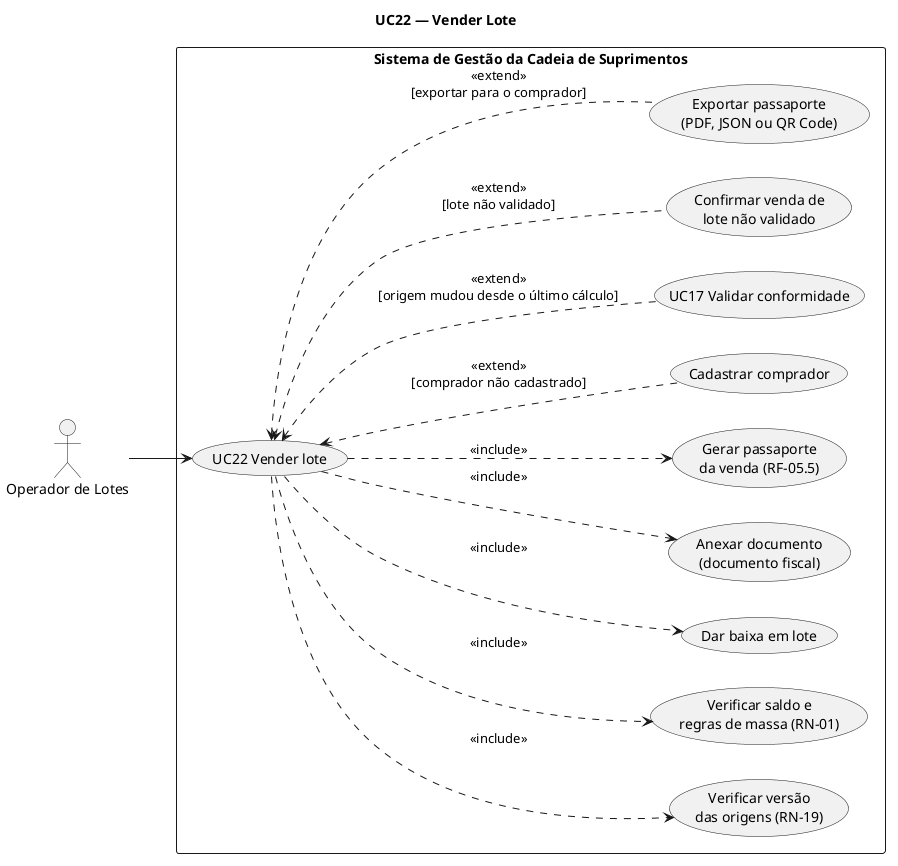 UC22 — Vender Lote
Sistema de Gestão da Cadeia de Suprimentos
«extend»
[exportar para o comprador]
Exportar passaporte
(PDF, JSON ou QR Code)
«extend»
[lote não validado]
Confirmar venda de
lote não validado
«extend»
[origem mudou desde o último cálculo]
UC17 Validar conformidade
«extend»
[comprador não cadastrado]
Cadastrar comprador
Operador de Lotes
UC22 Vender lote
«include»
Gerar passaporte
da venda (RF-05.5)
«include»
Anexar documento
(documento fiscal)
«include»
Dar baixa em lote
«include»
Verificar saldo e
regras de massa (RN-01)
«include»
Verificar versão
das origens (RN-19)